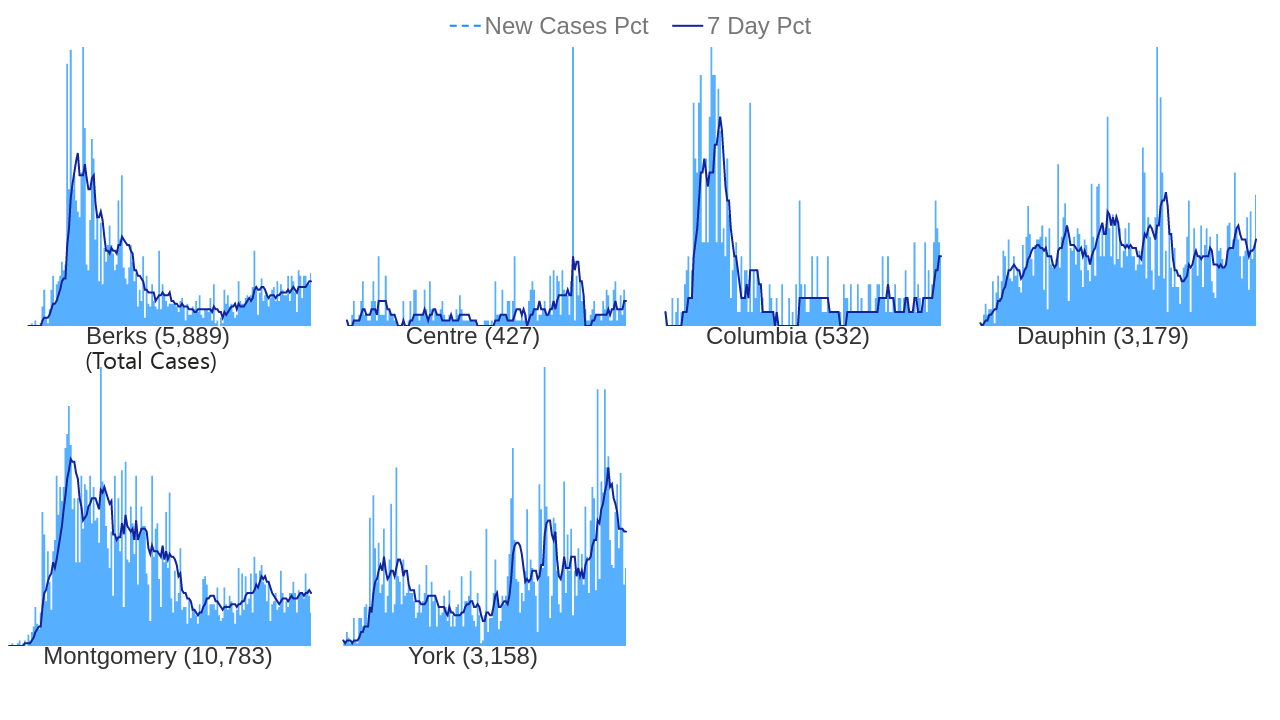 New Cases Pct 7 Day Pct
Berks (5,889)
(Total Cases)
Centre (427)
Columbia (532)
Dauphin (3,179)
Montgomery (10,783)
York (3,158)